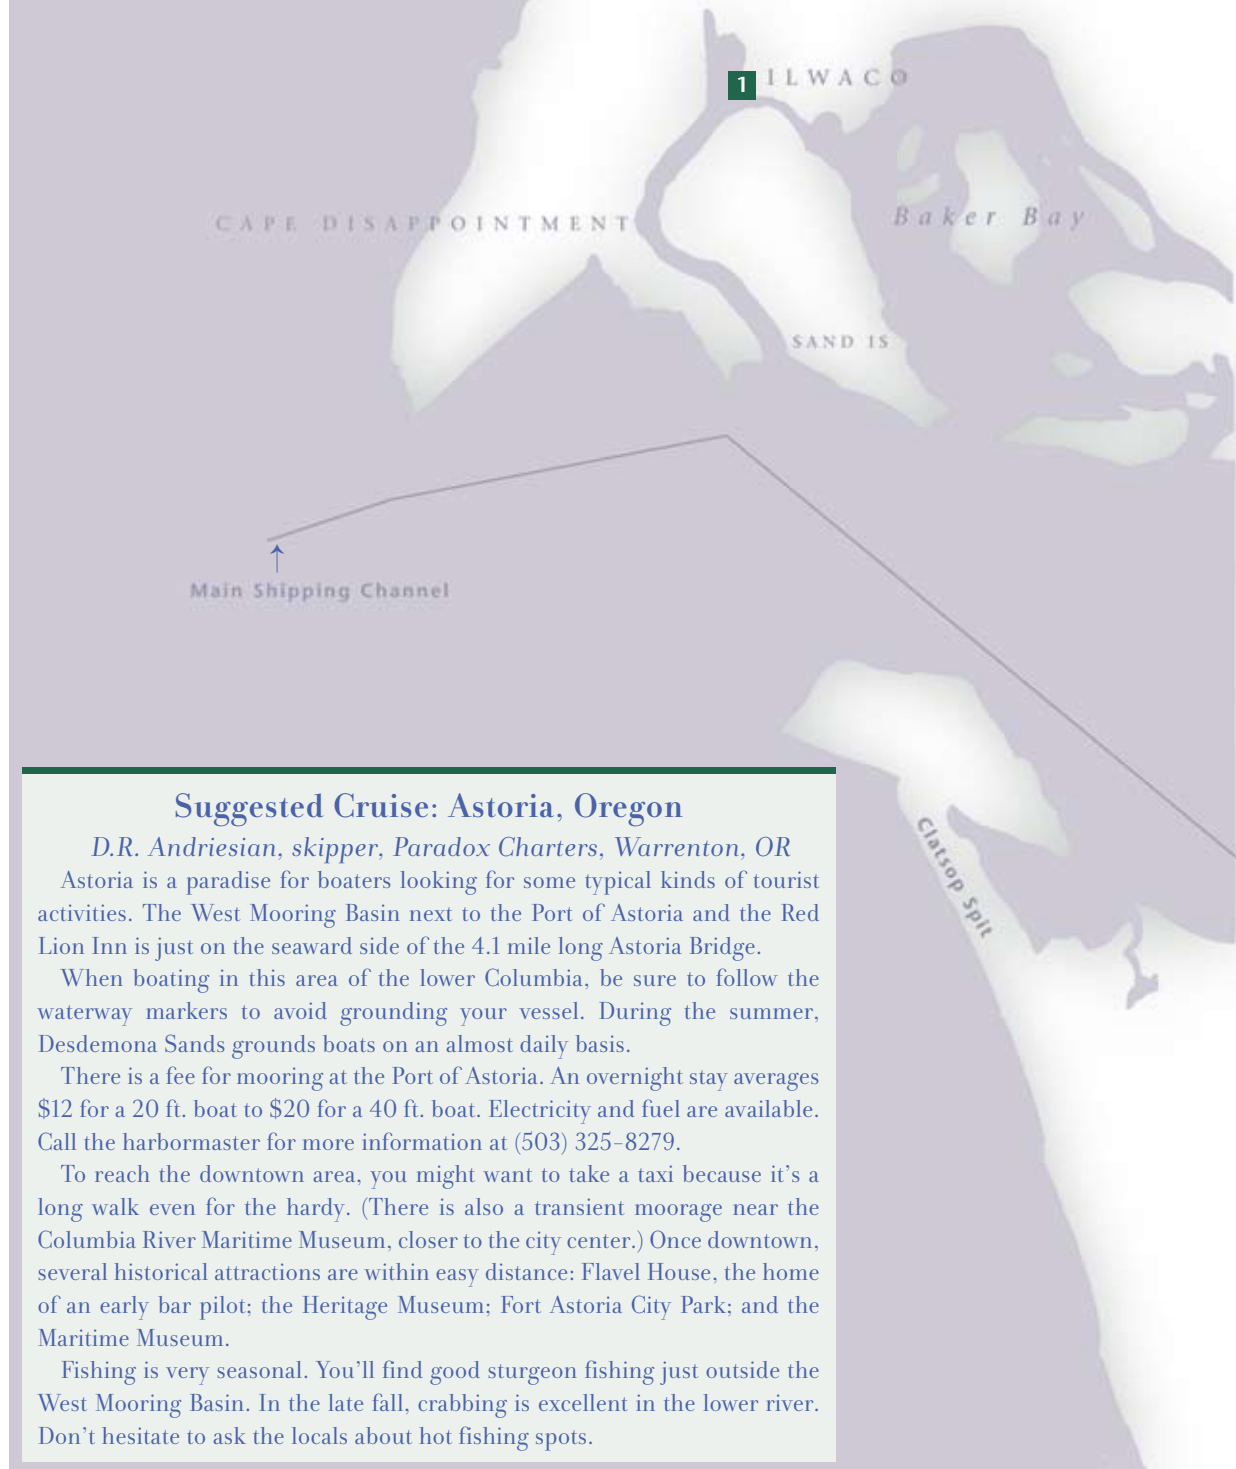 1 ILWACO
CAPE DISAPPOINTMENT
Baker Bay
SAND IS
Main Shipping Channel
Clatsop Spit
Suggested Cruise: Astoria, Oregon
D.R. Andriesian, skipper, Paradox Charters, Warrenton, OR
Astoria is a paradise for boaters looking for some typical kinds of tourist
activities. The West Mooring Basin next to the Port of Astoria and the Red
Lion Inn is just on the seaward side of the 4.1 mile long Astoria Bridge.
When boating in this area of the lower Columbia, be sure to follow the
waterway markers to avoid grounding your vessel. During the summer,
Desdemona Sands grounds boats on an almost daily basis.
There is a fee for mooring at the Port of Astoria. An overnight stay averages
$12 for a 20 ft. boat to $20 for a 40 ft. boat. Electricity and fuel are available.
Call the harbormaster for more information at (503) 325-8279.
To reach the downtown area, you might want to take a taxi because it's a
long walk even for the hardy. (There is also a transient moorage near the
Columbia River Maritime Museum, closer to the city center.) Once downtown,
several historical attractions are within easy distance: Flavel House, the home
of an early bar pilot; the Heritage Museum; Fort Astoria City Park; and the
Maritime Museum.
Fishing is very seasonal. You'll find good sturgeon fishing just outside the
West Mooring Basin. In the late fall, crabbing is excellent in the lower river.
Don't hesitate to ask the locals about hot fishing spots.